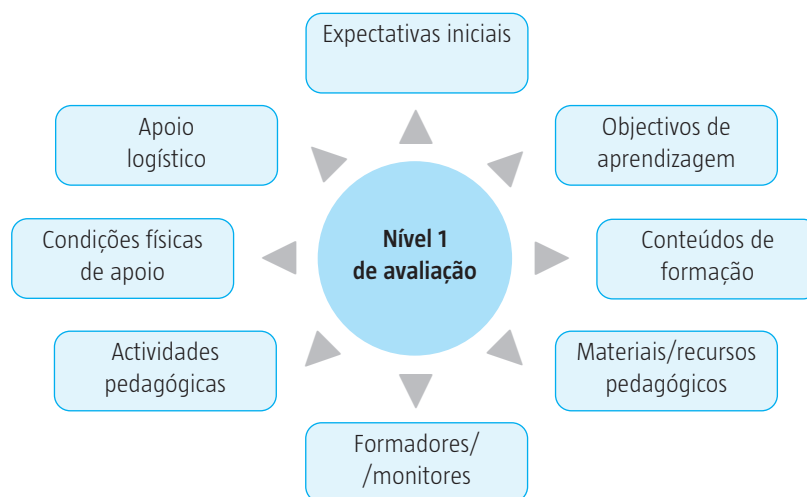 Expectativas iniciais
Apoio
logístico
Objectivos de
aprendizagem
Condições físicas
de apoio
Nível 1
de avaliação
Conteúdos de
formação
Actividades
pedagógicas
Materiais/recursos
pedagógicos
Formadores/
/monitores